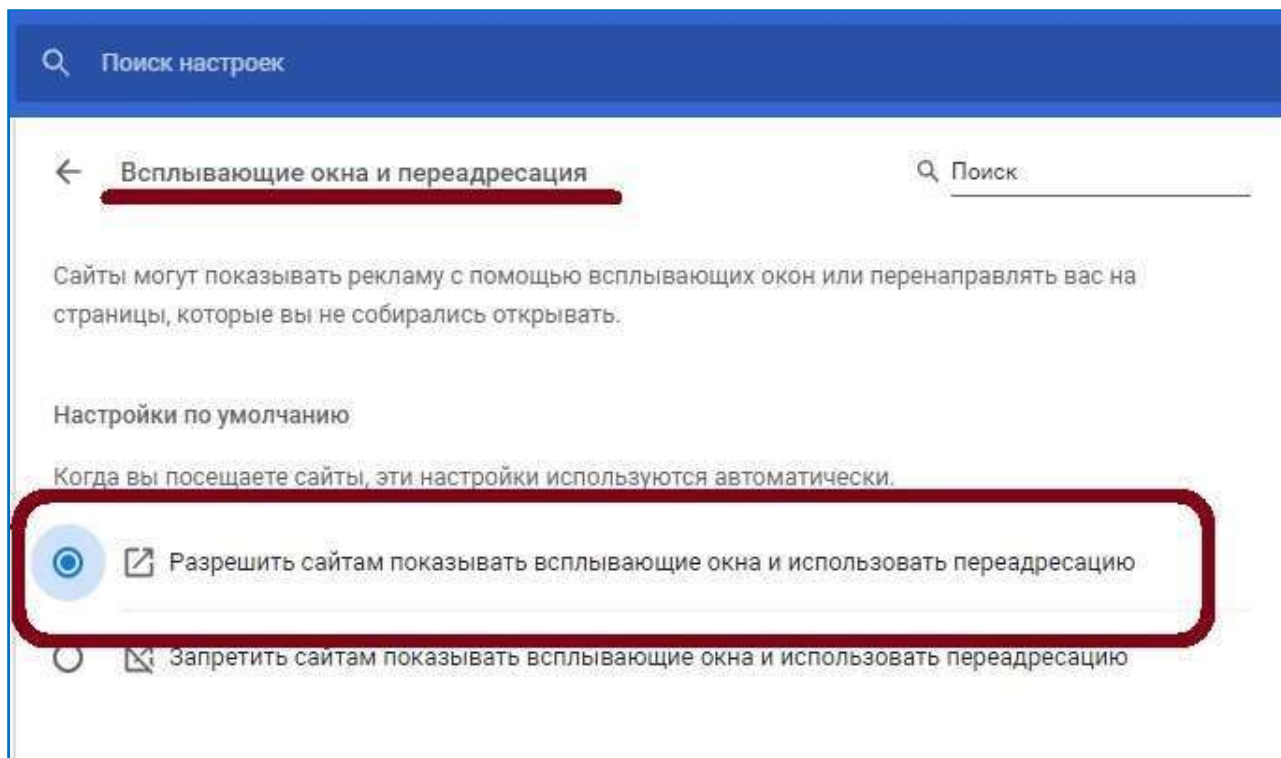 Поиск настроек
Всплывающие окна и переадресация
Поиск
Сайты могут показывать рекламу с помощью всплывающих окон или перенаправлять вас на
страницы, которые вы не собирались открывать.
Настройки по умолчанию
Когда вы посещаете сайты, эти настройки используются автоматически.
Разрешить сайтам показывать всплывающие окна и использовать переадресацию
Запретить сайтам показывать всплывающие окна и использовать переадресацию